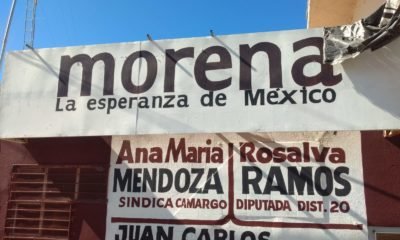 morena
La esperanza de México
Ana Maria
MENDOZA
SINDICA CAMARGO
Rosalva
RAMOS
DIPUTADA DIST. 20
JUAN CARLOS